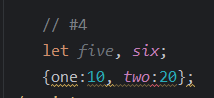 // #4
let five, six;
{one:10, two:20};